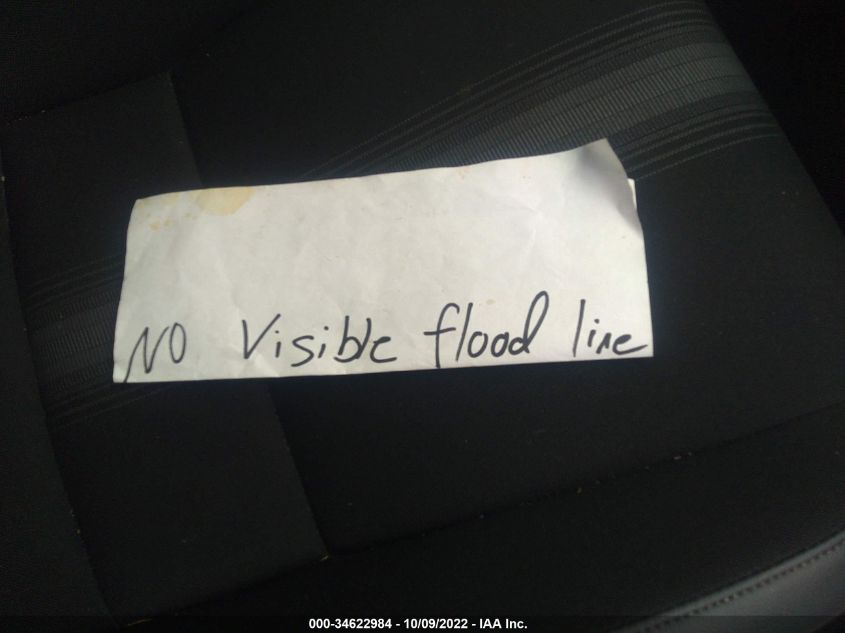 NO Visible flood line
000-34622984 - 10/09/2022 - IAA Inc.